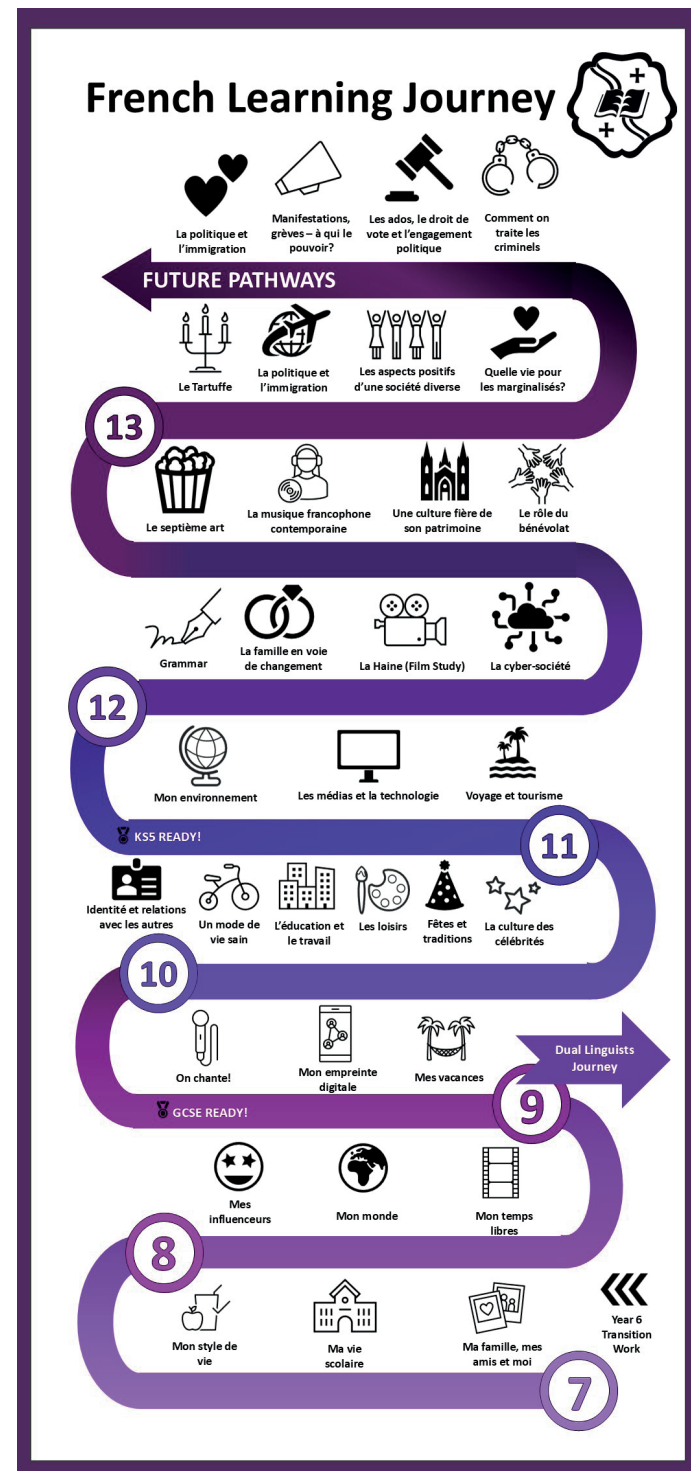 French Learning Journey
La politique et
l'immigration
Manifestations,
grèves – à qui le
pouvoir?
Les ados, le droit de
vote et l'engagement
politique
Comment on
traite les
criminels
FUTURE PATHWAYS
Le Tartuffe
La politique et
l'immigration
Les aspects positifs
d'une société diverse
Quelle vie pour
les marginalisés?
13
Le septième art
La musique francophone
contemporaine
Une culture fière de
son patrimoine
Le rôle du
bénévolat
Grammar
La famille en voie
de changement
La Haine (Film Study)
La cyber-société
12
Mon environnement
Les médias et la technologie
Voyage et tourisme
KS5 READY!
11
Identité et relations
avec les autres
Un mode de
vie sain
L'éducation et
le travail
Les loisirs
Fêtes et
traditions
La culture des
célébrités
10
On chante!
Mon empreinte
digitale
Mes vacances
Dual Linguists
Journey
GCSE READY!
9
Mes
influenceurs
Mon monde
Mon temps
libres
8
Mon style de
vie
Ma vie
scolaire
Ma famille, mes
amis et moi
Year 6
Transition
Work
7